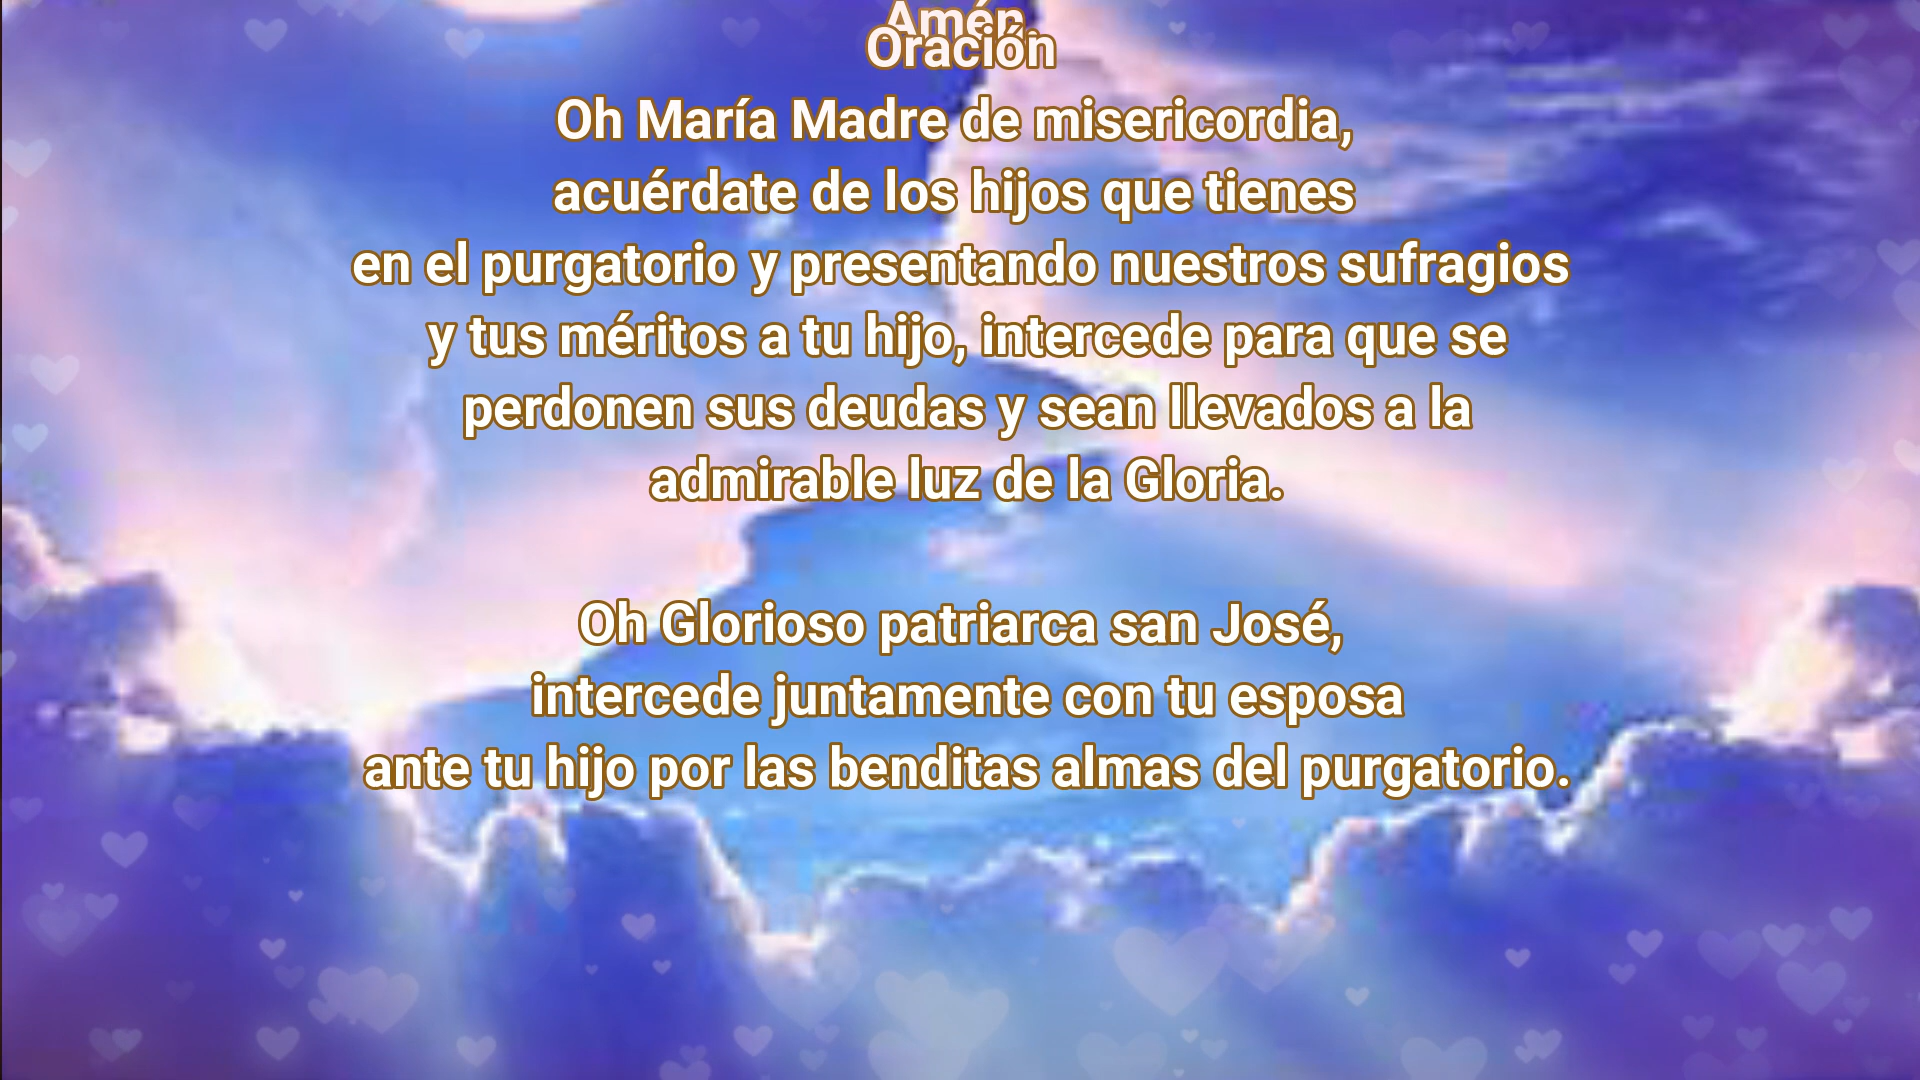 Amén.
Oración
Oh María Madre de misericordia,
acuérdate de los hijos que tienes
en el purgatorio y presentando nuestros sufragios
y tus méritos a tu hijo, intercede para que se
perdonen sus deudas y sean llevados a la
admirable luz de la Gloria.
Oh Glorioso patriarca san José,
intercede juntamente con tu esposa
ante tu hijo por las benditas almas del purgatorio.